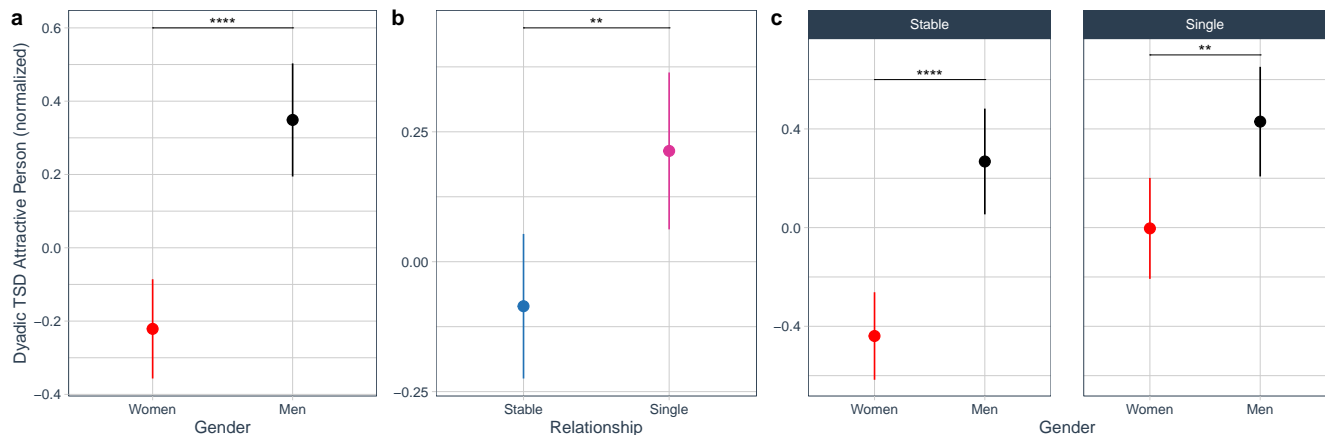 a
Dyadic TSD Attractive Person (normalized)
0.6
0.4
0.2
0.0
−0.2
−0.4
****
Women
Men
Gender
b
0.25
0.00
−0.25
**
Stable
Single
Relationship
c
Stable
Single
0.4
0.0
−0.4
****
**
Women
Men
Women
Men
Gender